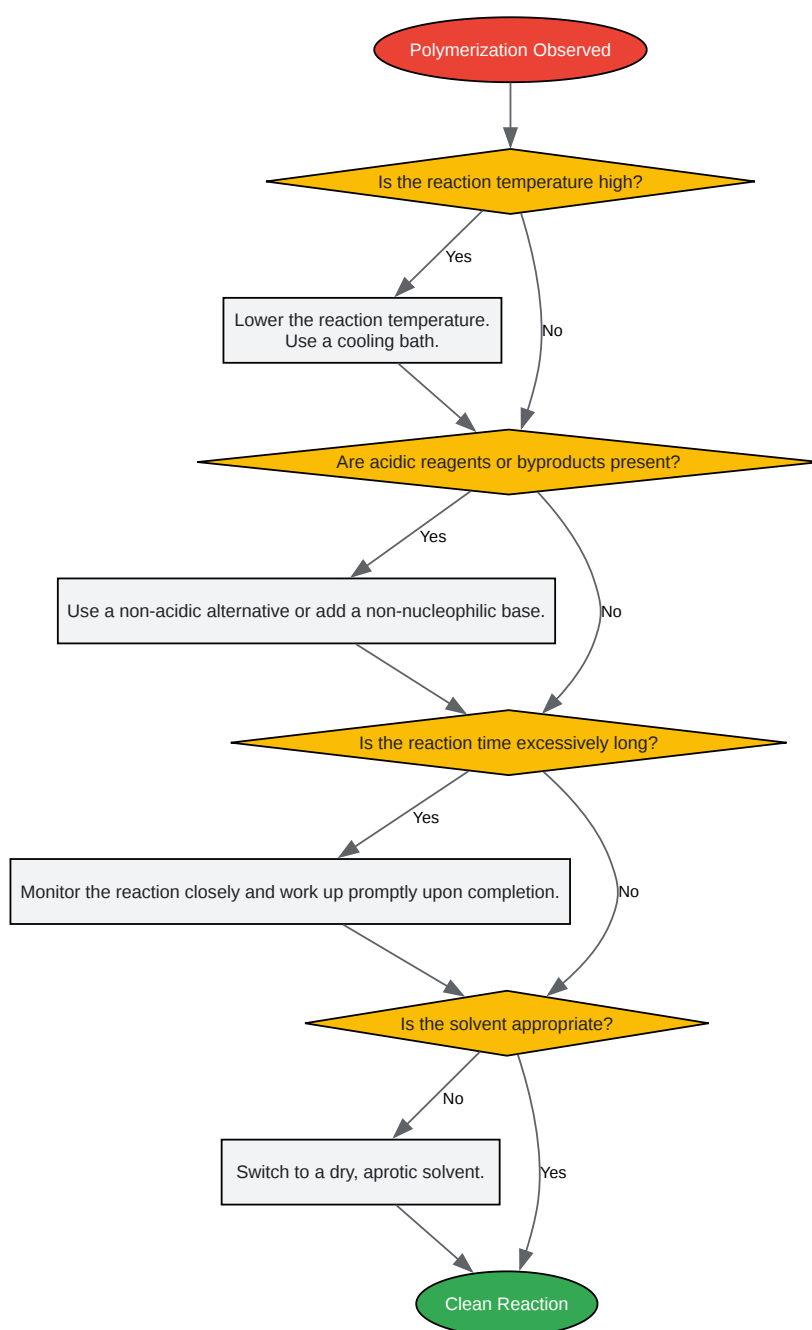 Polymerization Observed
Is the reaction temperature high?
Yes
Lower the reaction temperature.
Use a cooling bath.
No
Are acidic reagents or byproducts present?
Yes
Use a non-acidic alternative or add a non-nucleophilic base.
No
Is the reaction time excessively long?
Yes
Monitor the reaction closely and work up promptly upon completion.
No
Is the solvent appropriate?
No
Switch to a dry, aprotic solvent.
Yes
Clean Reaction